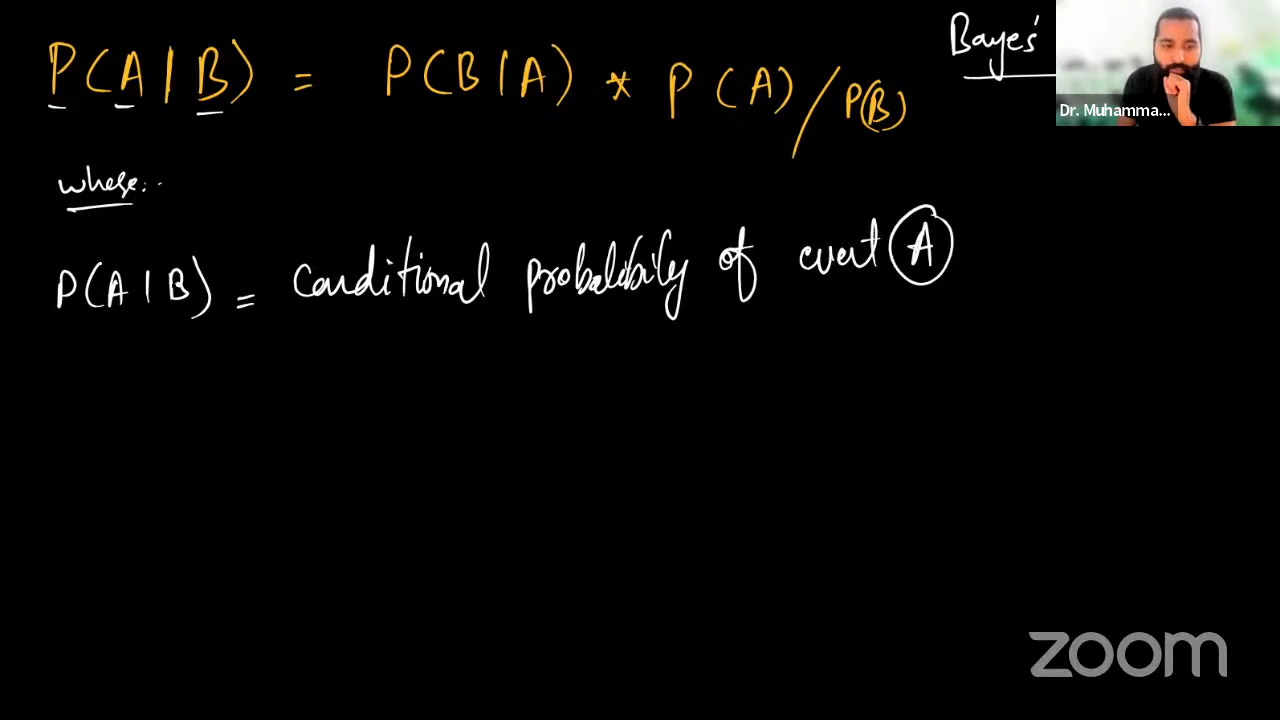 Bayes'
P(A|B) = P(B|A) * P(A)/P(B)
Dr. Muhamma...
where..
P(A|B) = conditional probability of event A
zoom